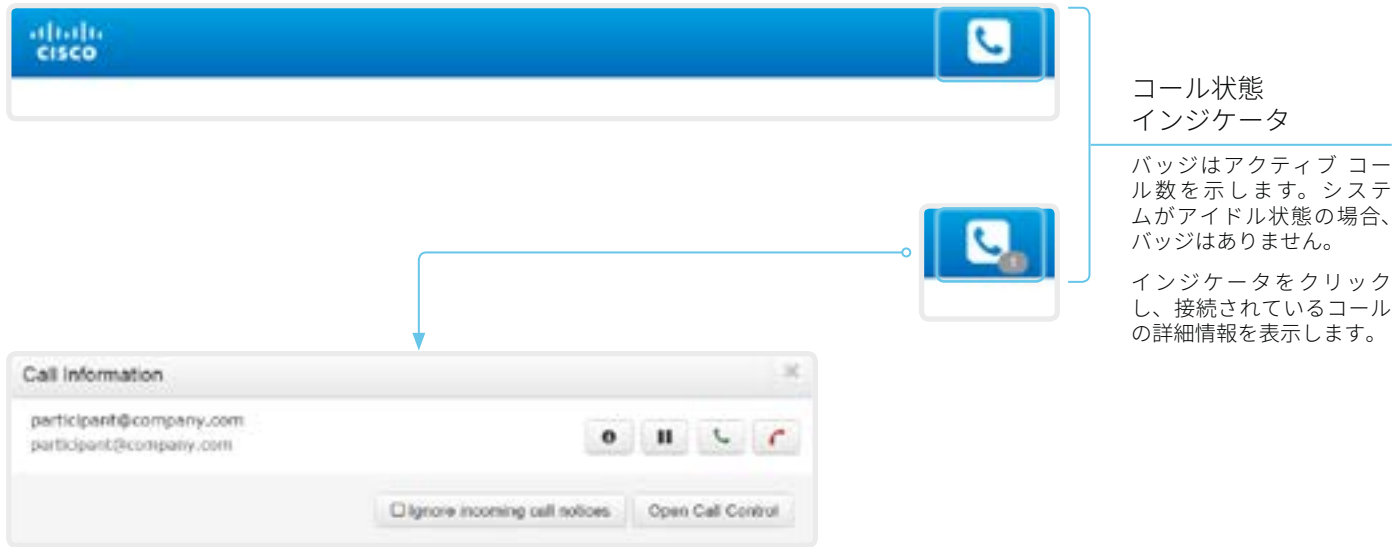 CISCO
コール状態
インジケータ
バッジはアクティブ コー
ル数を示します。システ
ムがアイドル状態の場合、
バッジはありません。
インジケータをクリック
し、接続されているコール
の詳細情報を表示します。
1
Call Information
participant@company.com
participant@company.com
Ignore incoming call notices Open Call Control